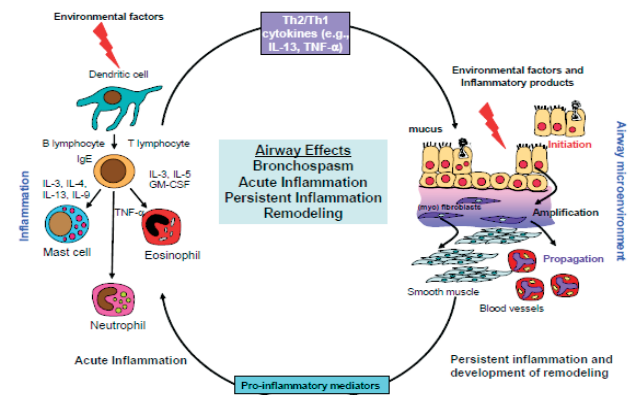 Environmental factors
Dendritic cell
B lymphocyte
T lymphocyte
IgE
IL-3, IL-4,
IL-13, IL-9
IL-3, IL-5
GM-CSF
TNF-α
Mast cell
Eosinophil
Neutrophil
Inflammation
Acute Inflammation
Th2/Th1
cytokines (e.g.,
IL-13, TNF-α)
Airway Effects
Bronchospasm
Acute Inflammation
Persistent Inflammation
Remodeling
Pro-inflammatory mediators
Environmental factors and
Inflammatory products
mucus
Initiation
(myo) fibroblasts
Amplification
Propagation
Smooth muscle
Blood vessels
Airway microenvironment
Persistent inflammation and
development of remodeling